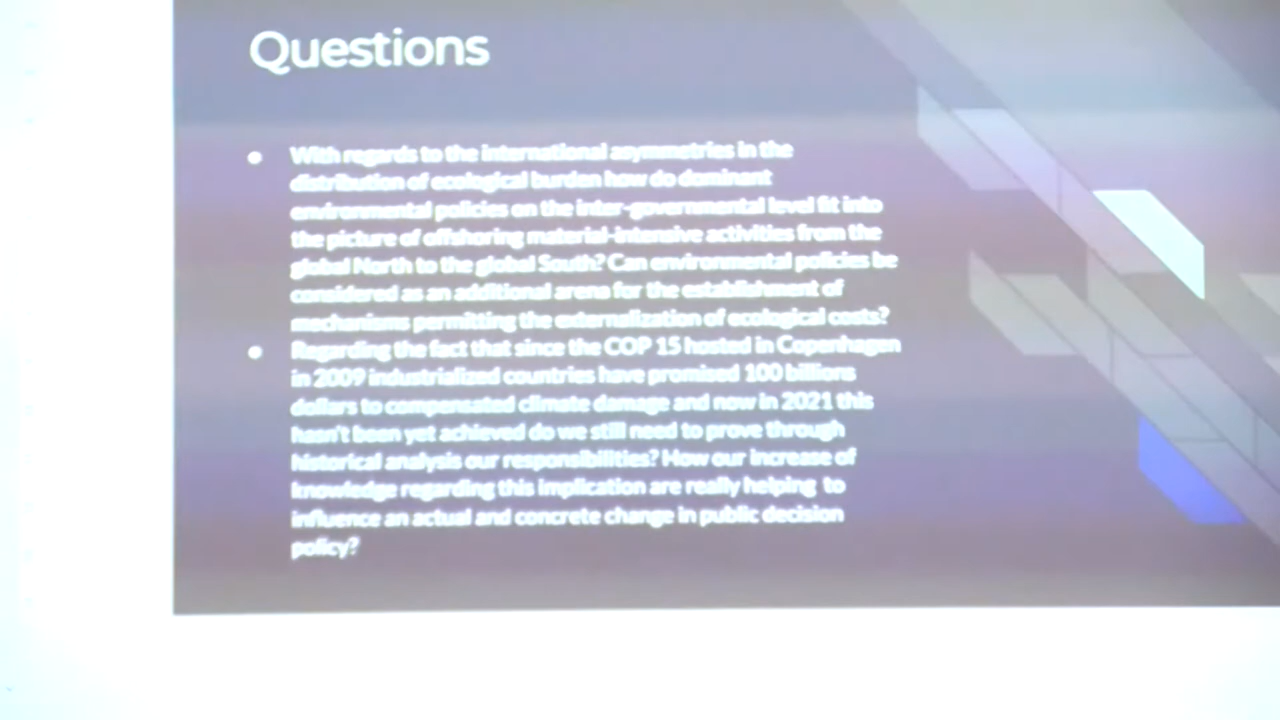 Questions
With regards to the international asymmetries in the
distribution of ecological burden how do dominant
environmental policies on the inter-governmental level fit into
the picture of offshoring material-intensive activities from the
global North to the global South? Can environmental policies be
considered as an additional arena for the establishment of
mechanisms permitting the externalization of ecological costs?
Regarding the fact that since the COP 15 hosted in Copenhagen
in 2009 industrialized countries have promised 100 billions
dollars to compensated climate damage and now in 2021 this
hasn't been yet achieved do we still need to prove through
historical analysis our responsibilities? How our increase of
knowledge regarding this implication are really helping to
influence an actual and concrete change in public decision
policy?